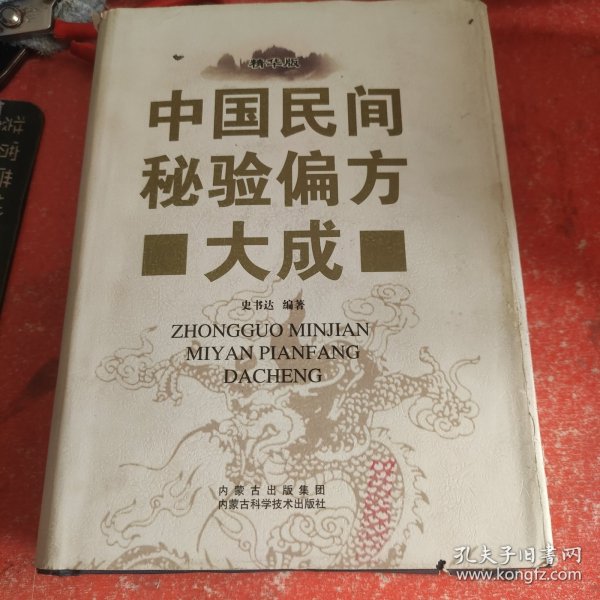 精华版
中国民间
秘验偏方
■大成■
史书达 编著
ZHONGGUO MINJIAN
MIYAN PIANFANG
DACHENG
内蒙古出版集团
内蒙古科学技术出版社
孔夫子旧书网
www.kongfz.com